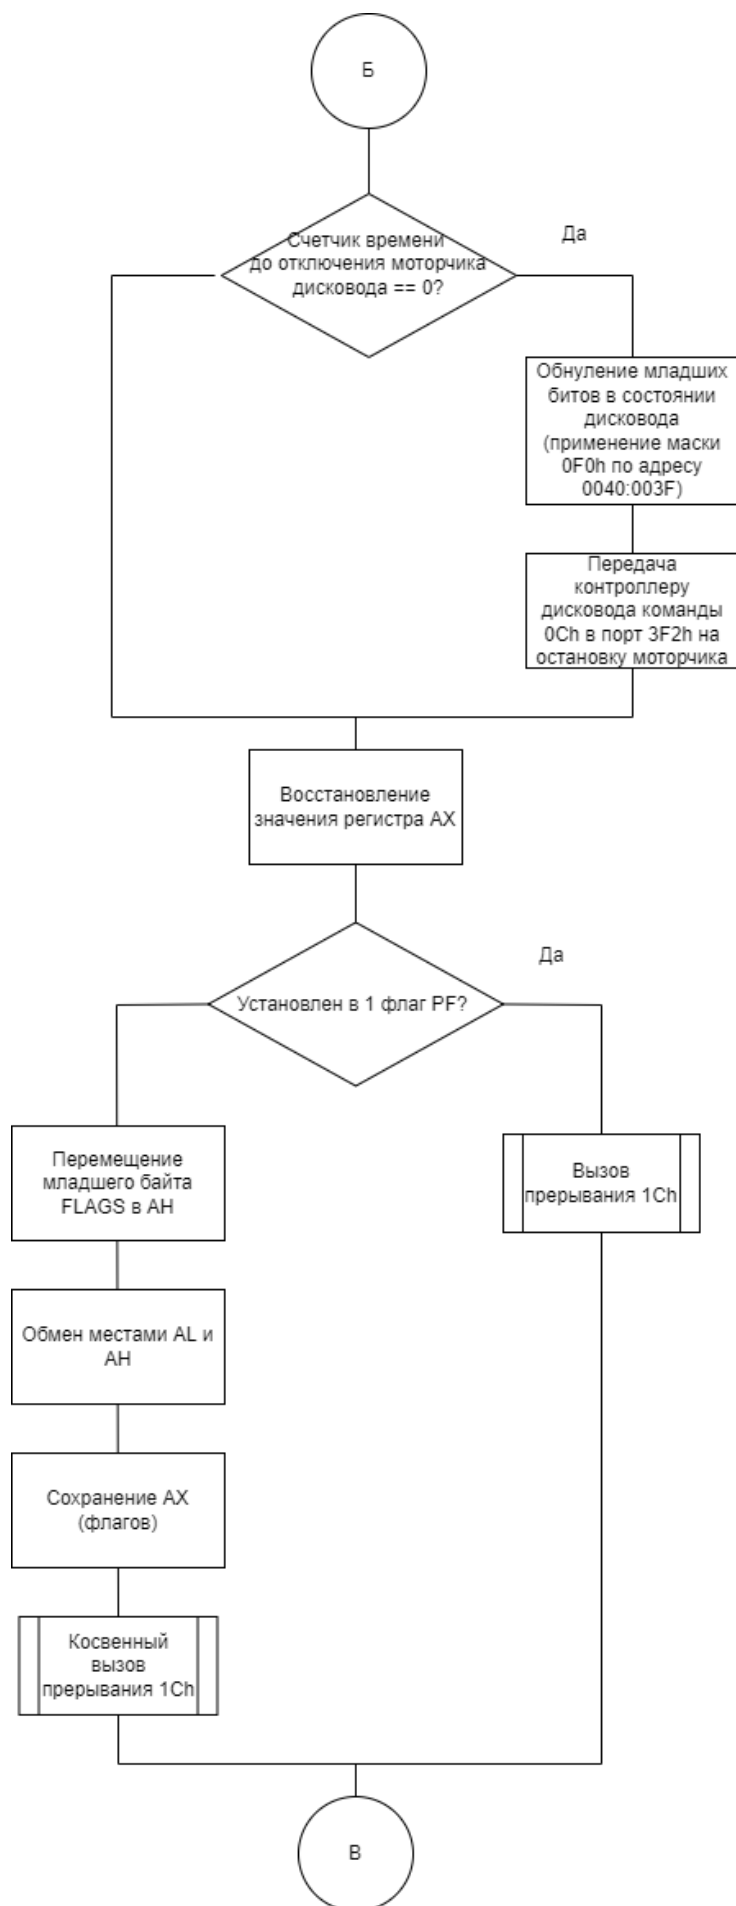 Б
Счетчик времени
до отключения моторчика
дисковода == 0?
Да
Обнуление младших
битов в состоянии
дисковода
(применение маски
0F0h по адресу
0040:003F)
Передача
контроллеру
дисковода команды
0Ch в порт 3F2h на
остановку моторчика
Восстановление
значения регистра AX
Да
Установлен в 1 флаг PF?
Перемещение
младшего байта
FLAGS в AH
Вызов
прерывания 1Ch
Обмен местами AL и
AH
Сохранение AX
(флагов)
Косвенный
вызов
прерывания 1Ch
В